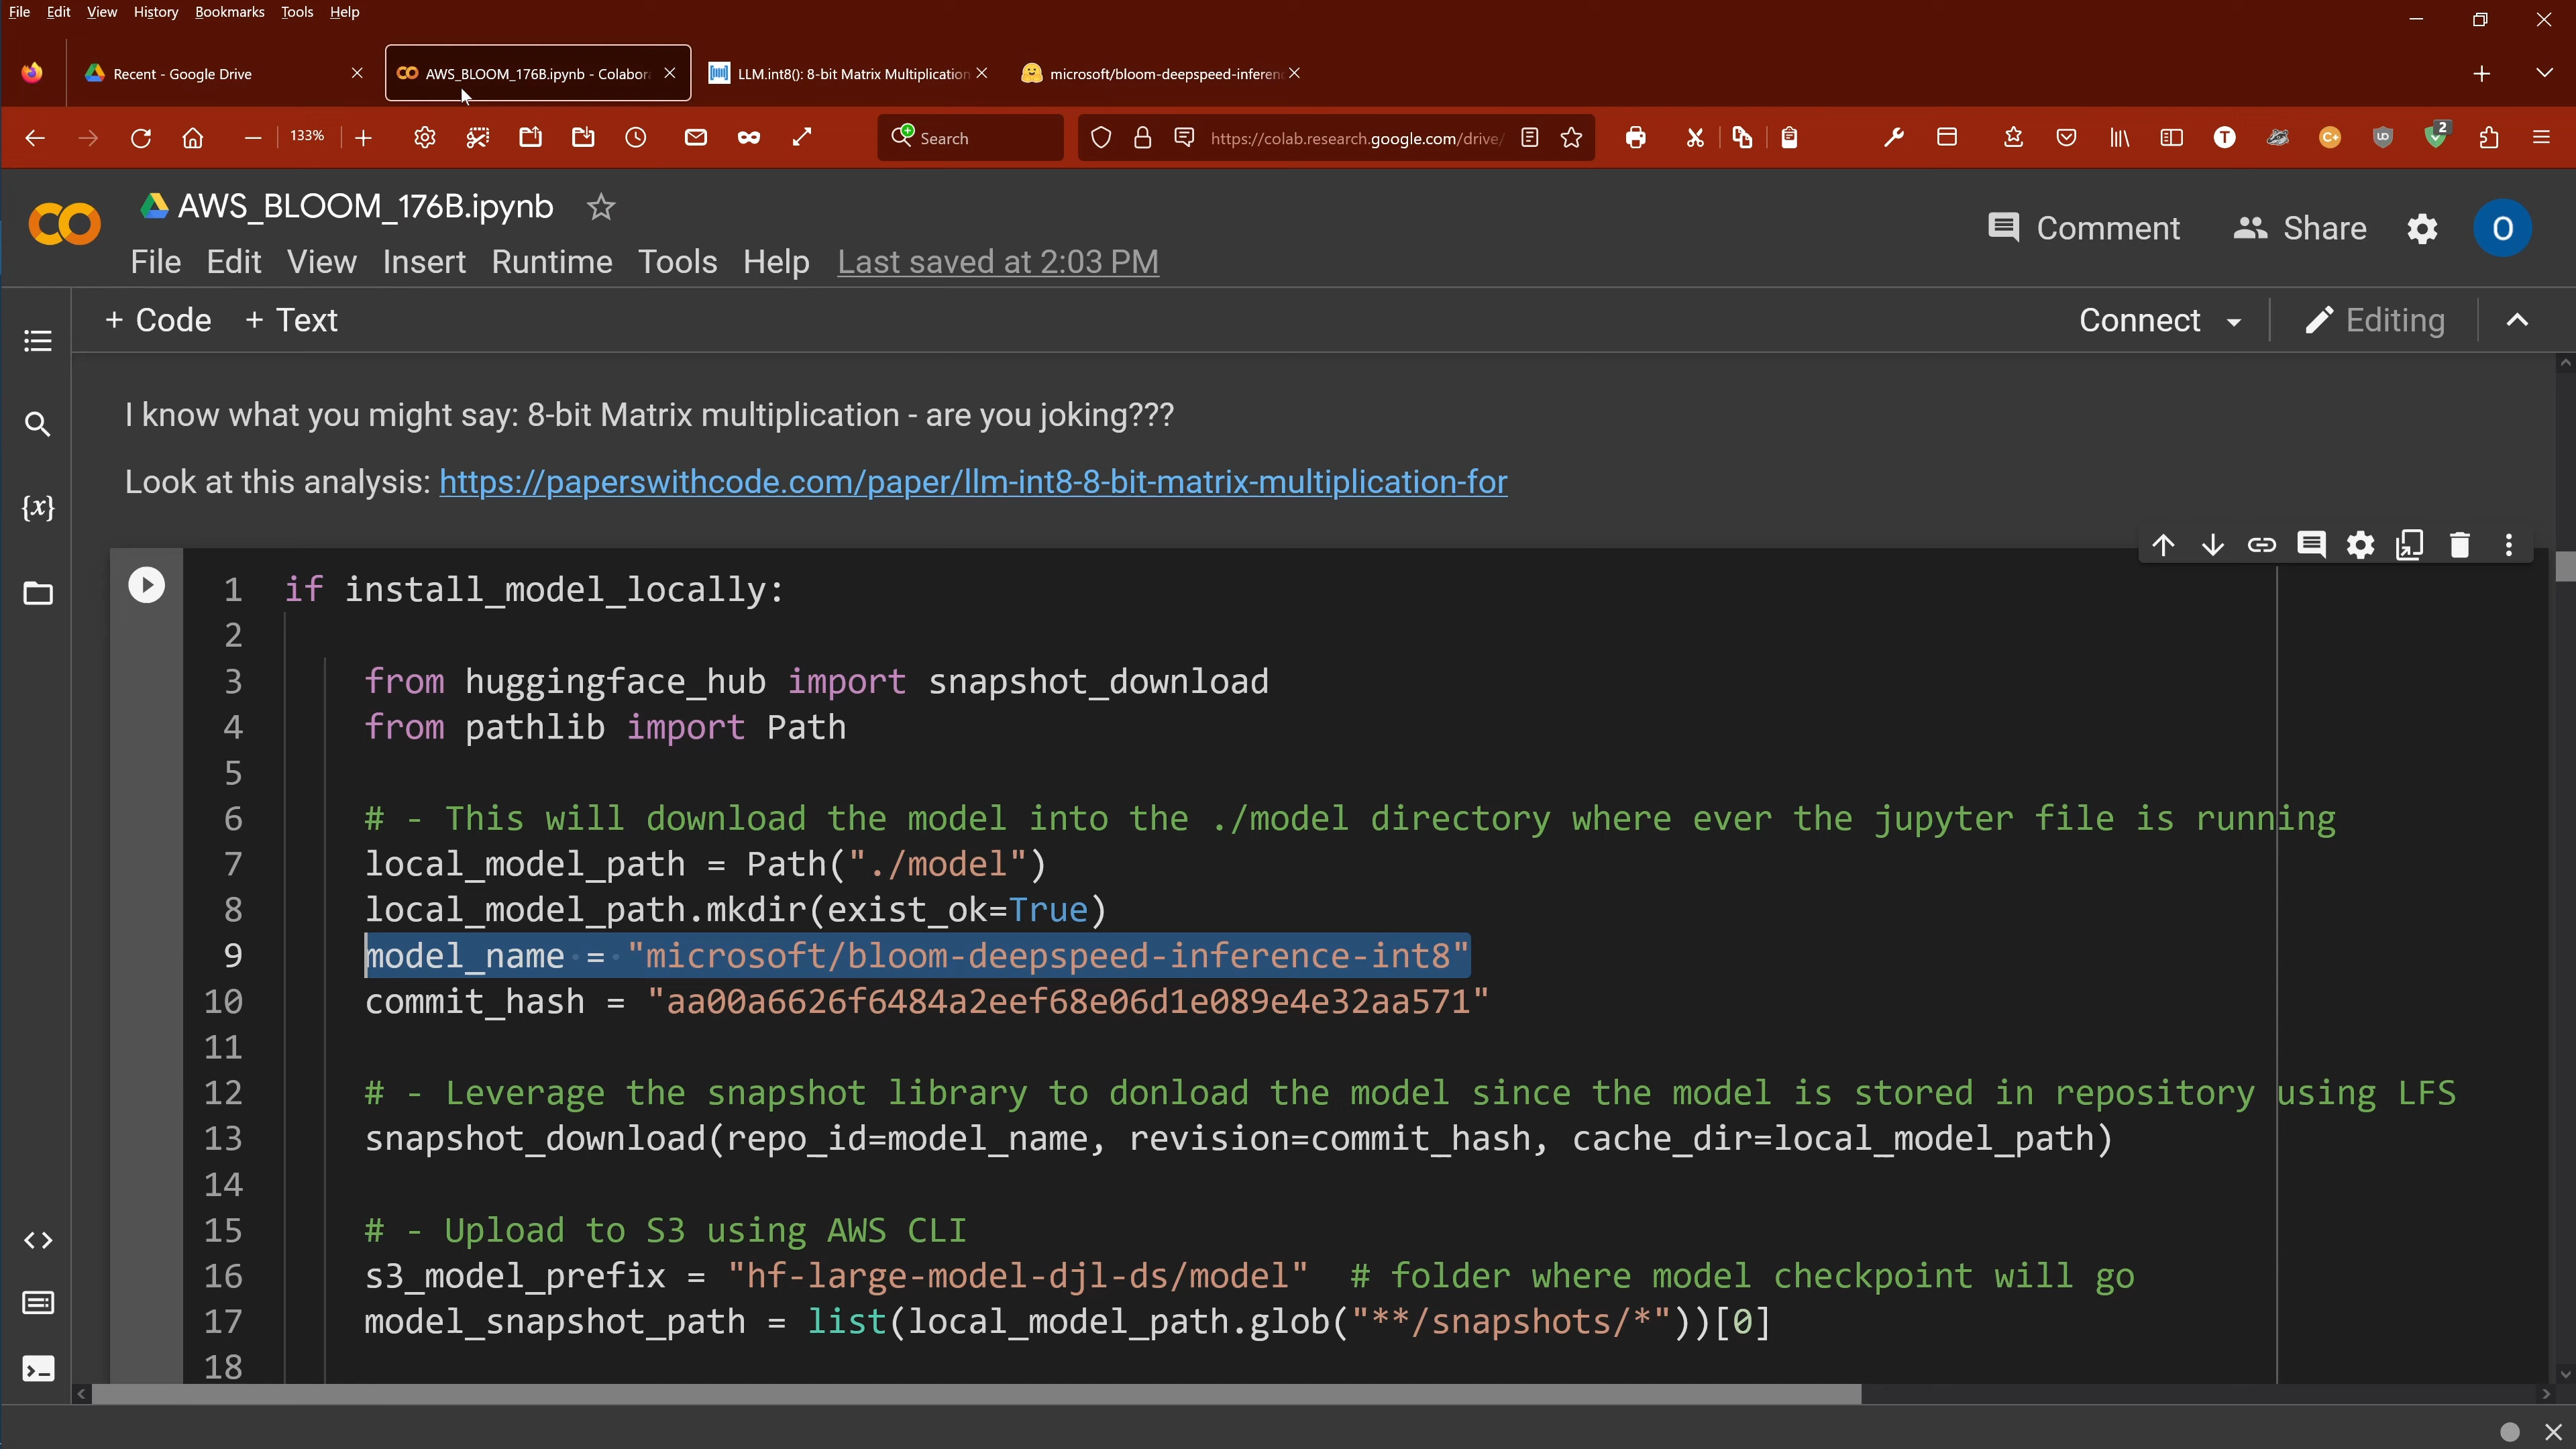 File Edit View History Bookmarks Tools Help
Recent - Google Drive
AWS_BLOOM_176B.ipynb - Colabor
LLM.int8(): 8-bit Matrix Multiplication
microsoft/bloom-deepspeed-inferen
133%
Search
https://colab.research.google.com/drive/
T
C+
2
AWS_BLOOM_176B.ipynb
Comment
Share
O
File Edit View Insert Runtime Tools Help Last saved at 2:03 PM
+ Code + Text
Connect
Editing
I know what you might say: 8-bit Matrix multiplication - are you joking???
Look at this analysis: https://paperswithcode.com/paper/llm-int8-8-bit-matrix-multiplication-for
{x}
1 if install_model_locally:
2
3 from huggingface_hub import snapshot_download
4 from pathlib import Path
5
6 # - This will download the model into the ./model directory where ever the jupyter file is running
7 local_model_path = Path("./model")
8 local_model_path.mkdir(exist_ok=True)
9 model_name = "microsoft/bloom-deepspeed-inference-int8"
10 commit_hash = "aa00a6626f6484a2eef68e06d1e089e4e32aa571"
11
12 # - Leverage the snapshot library to donload the model since the model is stored in repository using LFS
13 snapshot_download(repo_id=model_name, revision=commit_hash, cache_dir=local_model_path)
14
15 # - Upload to S3 using AWS CLI
16 s3_model_prefix = "hf-large-model-djl-ds/model" # folder where model checkpoint will go
17 model_snapshot_path = list(local_model_path.glob("**/snapshots/*"))[0]
18